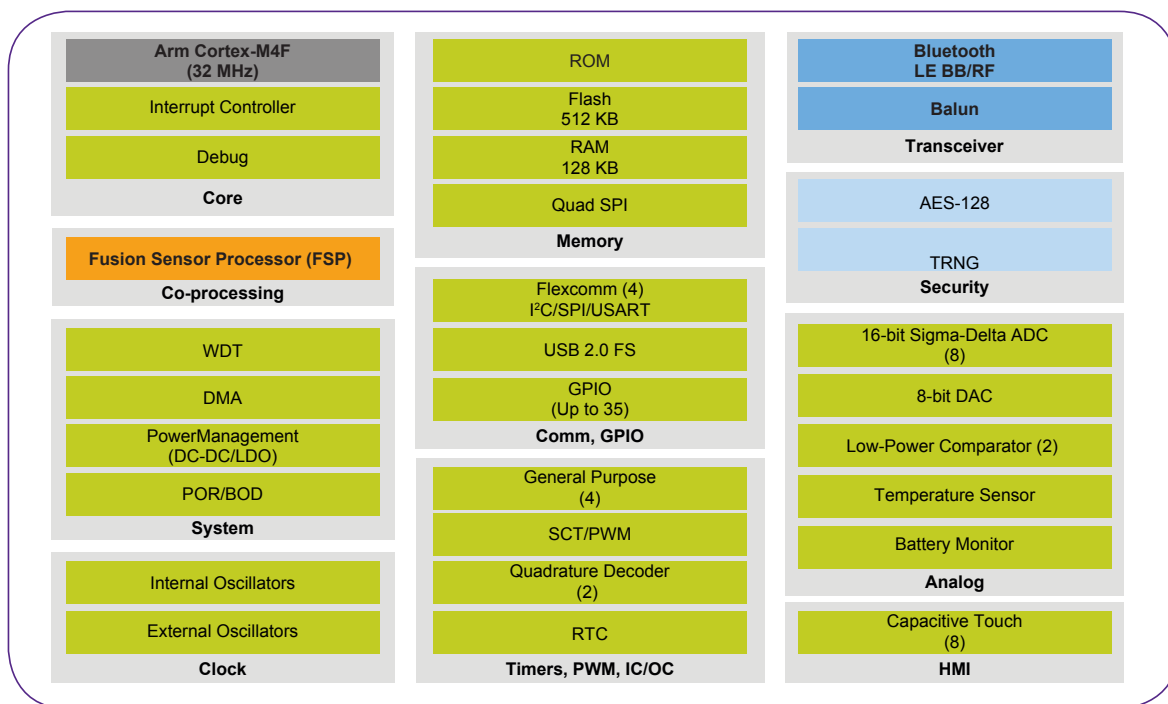 Arm Cortex-M4F
(32 MHz)
Interrupt Controller
Debug
Core
Fusion Sensor Processor (FSP)
Co-processing
WDT
DMA
PowerManagement
(DC-DC/LDO)
POR/BOD
System
Internal Oscillators
External Oscillators
Clock
ROM
Flash
512 KB
RAM
128 KB
Quad SPI
Memory
Flexcomm (4)
I²C/SPI/USART
USB 2.0 FS
GPIO
(Up to 35)
Comm, GPIO
General Purpose
(4)
SCT/PWM
Quadrature Decoder
(2)
RTC
Timers, PWM, IC/OC
Bluetooth
LE BB/RF
Balun
Transceiver
AES-128
TRNG
Security
16-bit Sigma-Delta ADC
(8)
8-bit DAC
Low-Power Comparator (2)
Temperature Sensor
Battery Monitor
Analog
Capacitive Touch
(8)
HMI